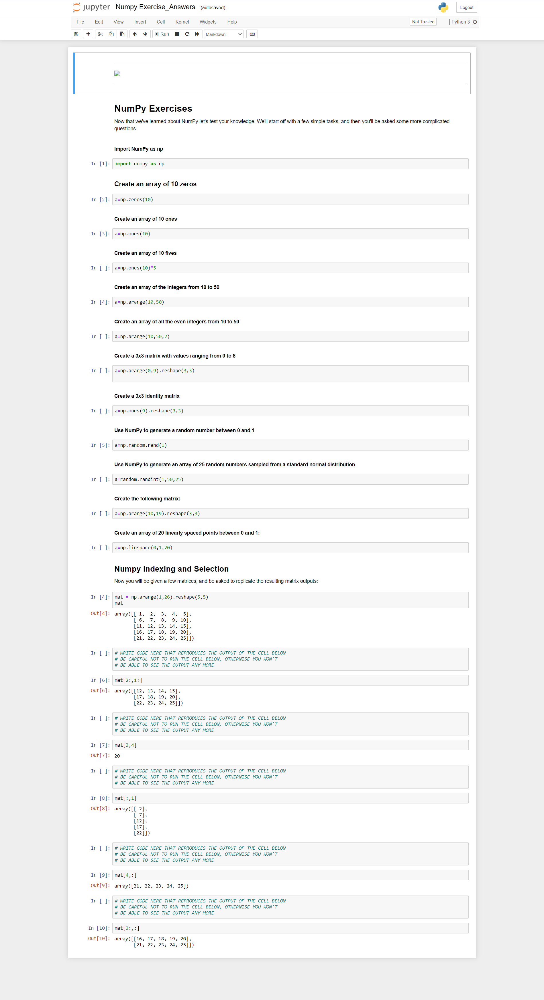 jupyter Numpy Exercise_Answers (autosaved)
Logout
File Edit View Insert Cell Kernel Widgets Help
Not Trusted
Python 3
Run
Markdown
NumPy Exercises
Now that we've learned about NumPy let's test your knowledge. We'll start off with a few simple tasks, and then you'll be asked some more complicated
questions.
Import NumPy as np
In [1]: import numpy as np
Create an array of 10 zeros
In [2]: a=np.zeros(10)
Create an array of 10 ones
In [3]: a=np.ones(10)
Create an array of 10 fives
In [ ]: a=np.ones(10)*5
Create an array of the integers from 10 to 50
In [4]: a=np.arange(10,50)
Create an array of all the even integers from 10 to 50
In [ ]: a=np.arange(10,50,2)
Create a 3x3 matrix with values ranging from 0 to 8
In [ ]: a=np.arange(0,9).reshape(3,3)
Create a 3x3 identity matrix
In [ ]: a=np.ones(9).reshape(3,3)
Use NumPy to generate a random number between 0 and 1
In [5]: a=np.random.rand(1)
Use NumPy to generate an array of 25 random numbers sampled from a standard normal distribution
In [ ]: a=random.randint(1,50,25)
Create the following matrix:
In [ ]: a=np.arange(10,19).reshape(3,3)
Create an array of 20 linearly spaced points between 0 and 1:
In [ ]: a=np.linspace(0,1,20)
Numpy Indexing and Selection
Now you will be given a few matrices, and be asked to replicate the resulting matrix outputs:
In [4]: mat = np.arange(1,26).reshape(5,5)
mat
Out[4]: array([[ 1,  2,  3,  4,  5],
[ 6,  7,  8,  9, 10],
[11, 12, 13, 14, 15],
[16, 17, 18, 19, 20],
[21, 22, 23, 24, 25]])
In [ ]: # WRITE CODE HERE THAT REPRODUCES THE OUTPUT OF THE CELL BELOW
# BE CAREFUL NOT TO RUN THE CELL BELOW, OTHERWISE YOU WON'T
# BE ABLE TO SEE THE OUTPUT ANY MORE
In [6]: mat[2:,1:]
Out[6]: array([[12, 13, 14, 15],
[17, 18, 19, 20],
[22, 23, 24, 25]])
In [ ]: # WRITE CODE HERE THAT REPRODUCES THE OUTPUT OF THE CELL BELOW
# BE CAREFUL NOT TO RUN THE CELL BELOW, OTHERWISE YOU WON'T
# BE ABLE TO SEE THE OUTPUT ANY MORE
In [7]: mat[3,4]
Out[7]: 20
In [ ]: # WRITE CODE HERE THAT REPRODUCES THE OUTPUT OF THE CELL BELOW
# BE CAREFUL NOT TO RUN THE CELL BELOW, OTHERWISE YOU WON'T
# BE ABLE TO SEE THE OUTPUT ANY MORE
In [8]: mat[:,1]
Out[8]: array([[ 2],
[ 7],
[12],
[17],
[22]])
In [ ]: # WRITE CODE HERE THAT REPRODUCES THE OUTPUT OF THE CELL BELOW
# BE CAREFUL NOT TO RUN THE CELL BELOW, OTHERWISE YOU WON'T
# BE ABLE TO SEE THE OUTPUT ANY MORE
In [9]: mat[4,:]
Out[9]: array([21, 22, 23, 24, 25])
In [ ]: # WRITE CODE HERE THAT REPRODUCES THE OUTPUT OF THE CELL BELOW
# BE CAREFUL NOT TO RUN THE CELL BELOW, OTHERWISE YOU WON'T
# BE ABLE TO SEE THE OUTPUT ANY MORE
In [10]: mat[3:,:]
Out[10]: array([[16, 17, 18, 19, 20],
[21, 22, 23, 24, 25]])